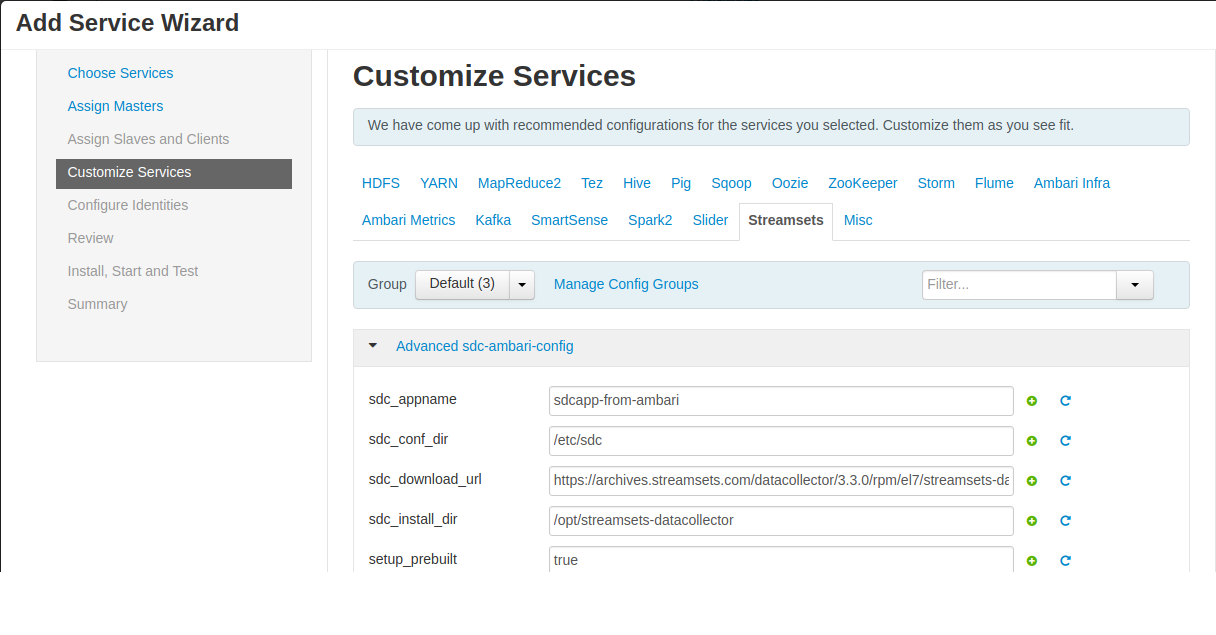 Add Service Wizard
Choose Services
Assign Masters
Assign Slaves and Clients
Customize Services
Configure Identities
Review
Install, Start and Test
Summary
Customize Services
We have come up with recommended configurations for the services you selected. Customize them as you see fit.
HDFS YARN MapReduce2 Tez Hive Pig Sqoop Oozie ZooKeeper Storm Flume Ambari Infra
Ambari Metrics Kafka SmartSense Spark2 Slider Streamsets Misc
Group Default (3) Manage Config Groups Filter...
Advanced sdc-ambari-config
sdc_appname sdcapp-from-ambari
sdc_conf_dir /etc/sdc
sdc_download_url https://archives.streamsets.com/datacollector/3.3.0/rpm/el7/streamsets-da
sdc_install_dir /opt/streamsets-datacollector
setup_prebuilt true